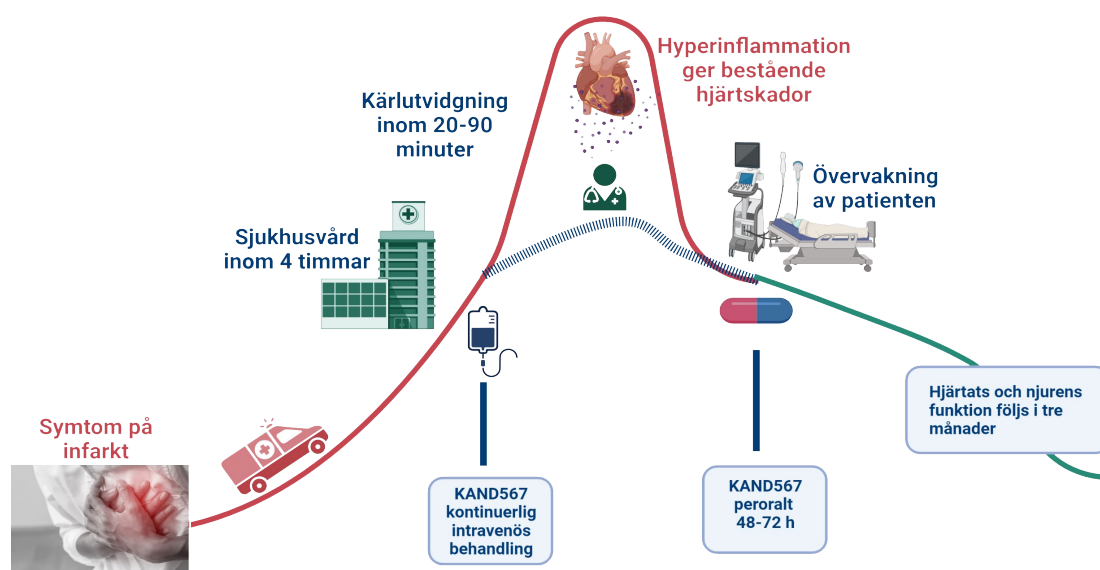 Symtom på
infarkt
Sjukhusvård
inom 4 timmar
Kärlutvidgning
inom 20-90
minuter
Hyperinflammation
ger bestående
hjärtskador
Övervakning
av patienten
KAND567
kontinuerlig
intravenös
behandling
KAND567
peroralt
48-72 h
Hjärtats och njurens
funktion följs i tre
månader